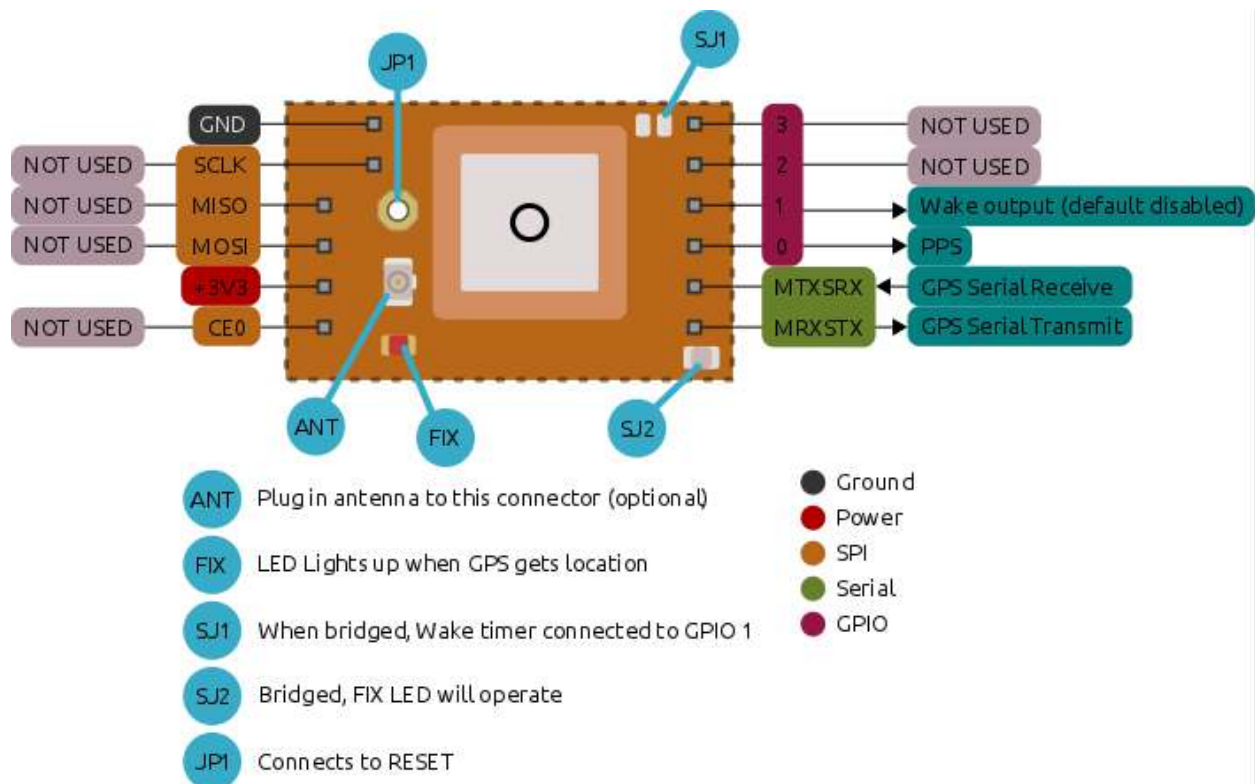 SJ1
JP1
GND
3
NOT USED
NOT USED
SCLK
2
NOT USED
NOT USED
MISO
1
Wake output (default disabled)
NOT USED
MOSI
0
PPS
+3V3
MTXSRX
GPS Serial Receive
NOT USED
CE0
MRXSTX
GPS Serial Transmit
ANT
FIX
SJ2
ANT Plug in antenna to this connector (optional)
FIX LED Lights up when GPS gets location
SJ1 When bridged, Wake timer connected to GPIO 1
SJ2 Bridged, FIX LED will operate
JP1 Connects to RESET
Ground
Power
SPI
Serial
GPIO